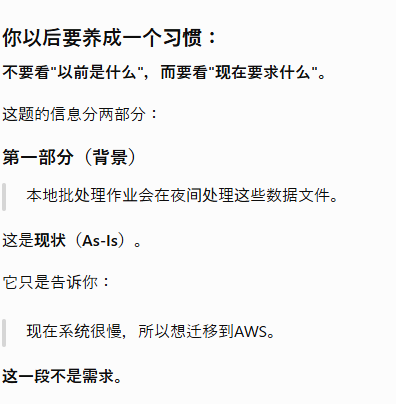 你以后要养成一个习惯：
不要看"以前是什么"，而要看"现在要求什么"。
这题的信息分两部分：
第一部分（背景）
本地批处理作业会在夜间处理这些数据文件。
这是现状（As-Is）。
它只是告诉你：
现在系统很慢，所以想迁移到AWS。
这一段不是需求。